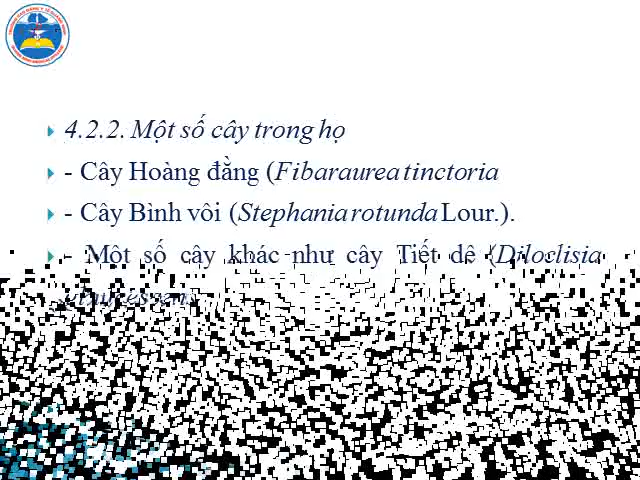 4.2.2. Một số cây trong họ
- Cây Hoàng đằng (Fibaraurea tinctoria
- Cây Bình vôi (Stephania rotunda Lour.).
- Một số cây khác như cây Tiết dê (Diloclisia